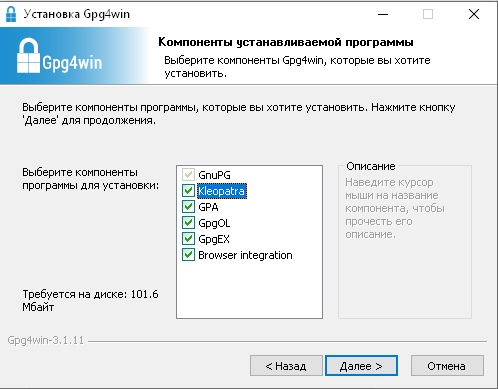 Установка Gpg4win
Gpg4win
Компоненты устанавливаемой программы
Выберите компоненты Gpg4win, которые вы хотите
установить.
Выберите компоненты программы, которые вы хотите установить. Нажмите кнопку
'Далее' для продолжения.
Выберите компоненты
программы для установки:
GnuPG
Kleopatra
GPA
GpgOL
GpgEX
Browser integration
Описание
Наведите курсор
мыши на название
компонента, чтобы
прочесть его
описание.
Требуется на диске: 101.6
Мбайт
Gpg4win-3.1.11
< Назад
Далее >
Отмена